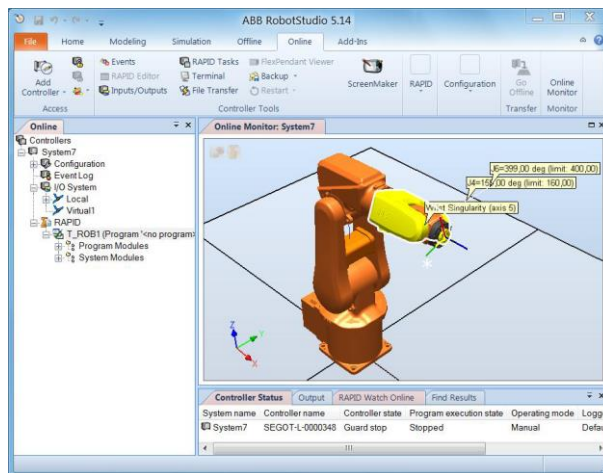 ABB RobotStudio 5.14
File Home Modeling Simulation Offline Online Add-Ins
Add Controller
Events
RAPID Editor
Inputs/Outputs
RAPID Tasks
Terminal
File Transfer
FlexPendant Viewer
Backup
Restart
ScreenMaker
RAPID
Configuration
Go Offline
Online Monitor
Access Controller Tools Transfer Monitor
Online
Controllers
System7
Configuration
Event Log
I/O System
Local
Virtual1
RAPID
T_ROB1 (Program '<no program>
Program Modules
System Modules
Online Monitor: System7
J6=399,00 deg (limit: 400,00)
,00 deg (limit: 160,00)
Wrist Singularity (axis 5)
Z
Y
X
Controller Status Output RAPID Watch Online Find Results
System name Controller name Controller state Program execution state Operating mode Logge
System7 SEGOT-L-0000348 Guard stop Stopped Manual Defau